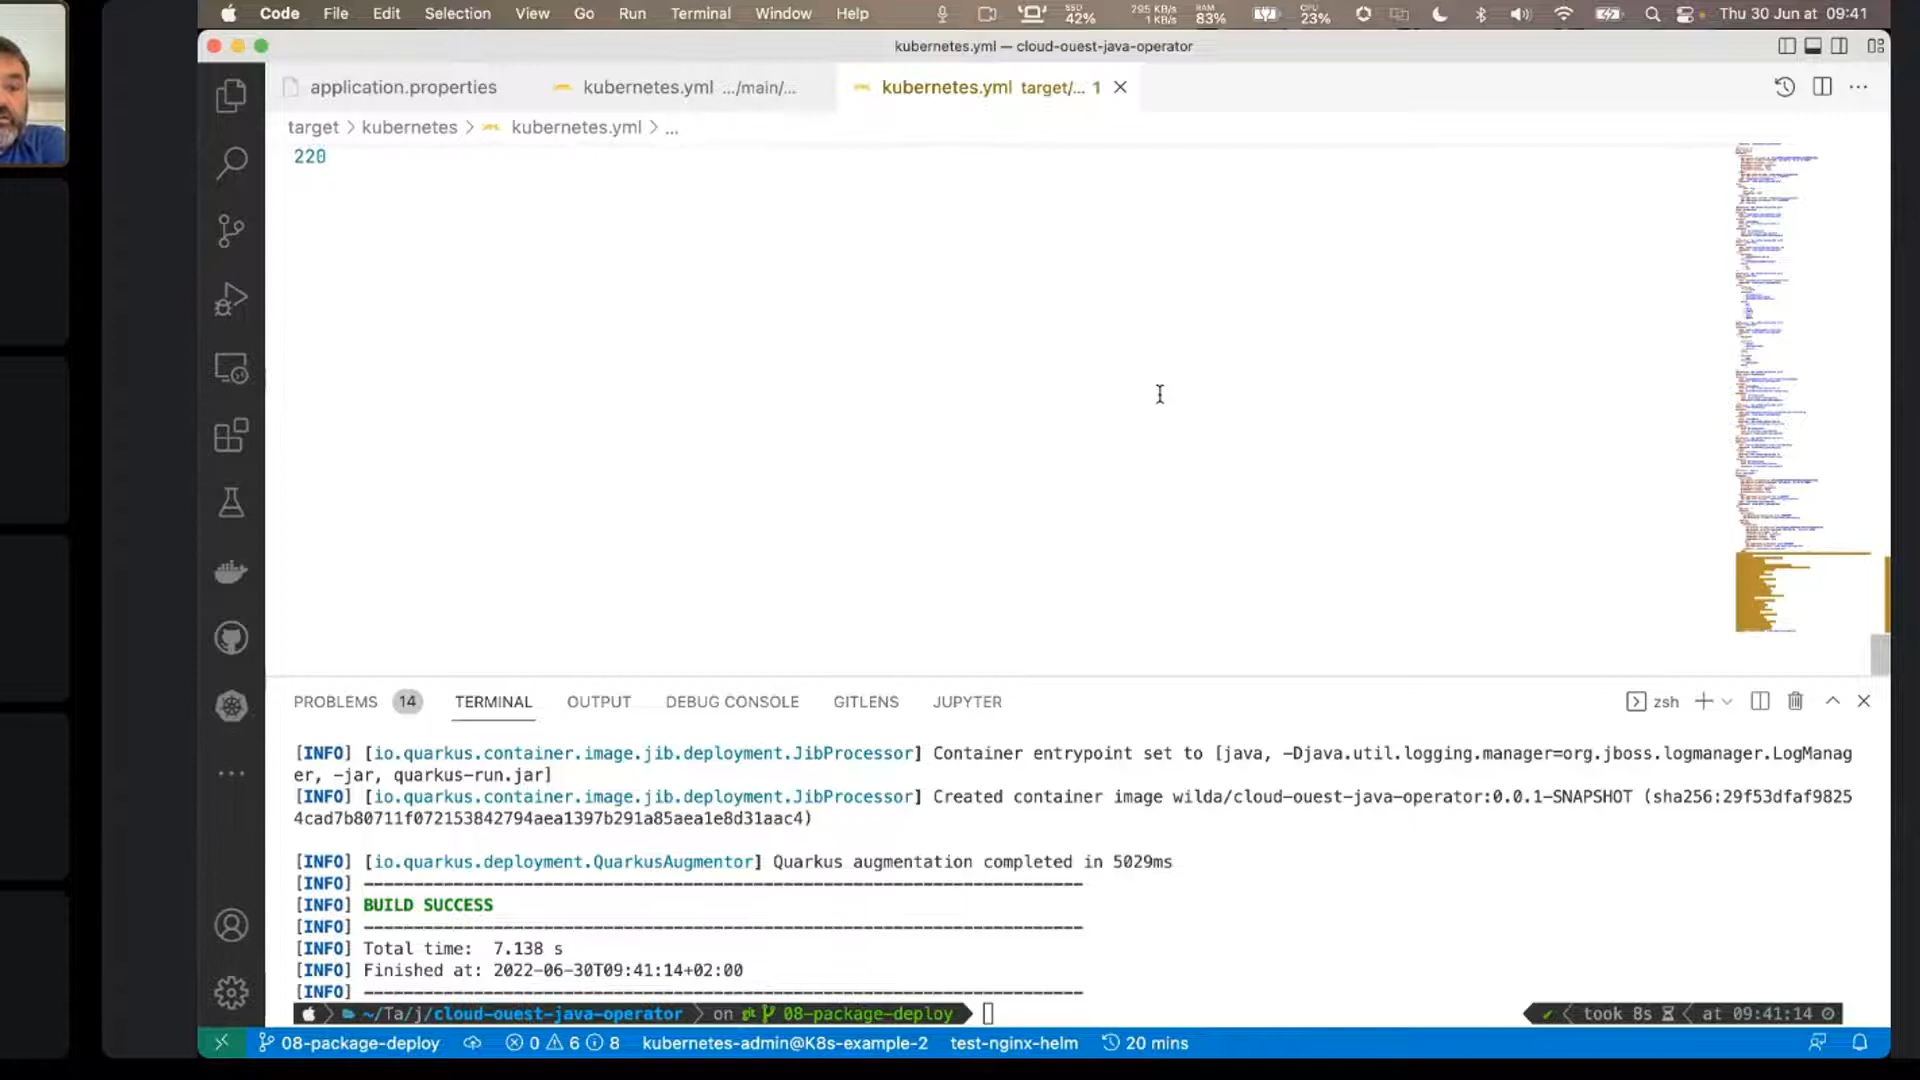 Code File Edit Selection View Go Run Terminal Window Help SSD 42% 295 KB/s 1 KB/s RAM 83% CPU 23% Thu 30 Jun at 09:41
kubernetes.yml — cloud-ouest-java-operator
application.properties kubernetes.yml .../main/... kubernetes.yml target/... 1
target > kubernetes > kubernetes.yml > ...
220
PROBLEMS 14 TERMINAL OUTPUT DEBUG CONSOLE GITLENS JUPYTER zsh
[INFO] [io.quarkus.container.image.jib.deployment.JibProcessor] Container entrypoint set to [java, -Djava.util.logging.manager=org.jboss.logmanager.LogManag
er, -jar, quarkus-run.jar]
[INFO] [io.quarkus.container.image.jib.deployment.JibProcessor] Created container image wilda/cloud-ouest-java-operator:0.0.1-SNAPSHOT (sha256:29f53dfaf9825
4cad7b80711f072153842794aea1397b291a85aea1e8d31aac4)
[INFO] [io.quarkus.deployment.QuarkusAugmentor] Quarkus augmentation completed in 5029ms
[INFO] ------------------------------------------------------------------------
[INFO] BUILD SUCCESS
[INFO] ------------------------------------------------------------------------
[INFO] Total time:  7.138 s
[INFO] Finished at: 2022-06-30T09:41:14+02:00
[INFO] ------------------------------------------------------------------------
~/Ta/j/cloud-ouest-java-operator on git 08-package-deploy took 8s at 09:41:14
08-package-deploy 0 6 8 kubernetes-admin@K8s-example-2 test-nginx-helm 20 mins